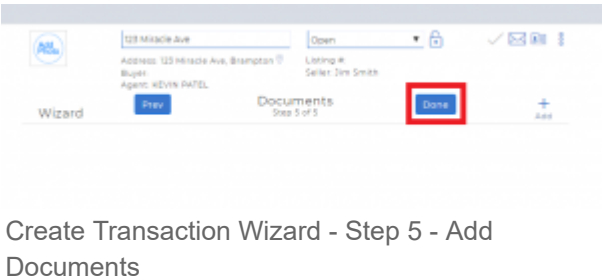 123 Miracle Ave
Open
Address: 123 Miracle Ave, Brampton
Listing #:
Buyer:
Seller: Jim Smith
Agent: KEVIN PATEL
Wizard
Prev
Documents
Step 5 of 5
Done
Add
Create Transaction Wizard - Step 5 - Add
Documents